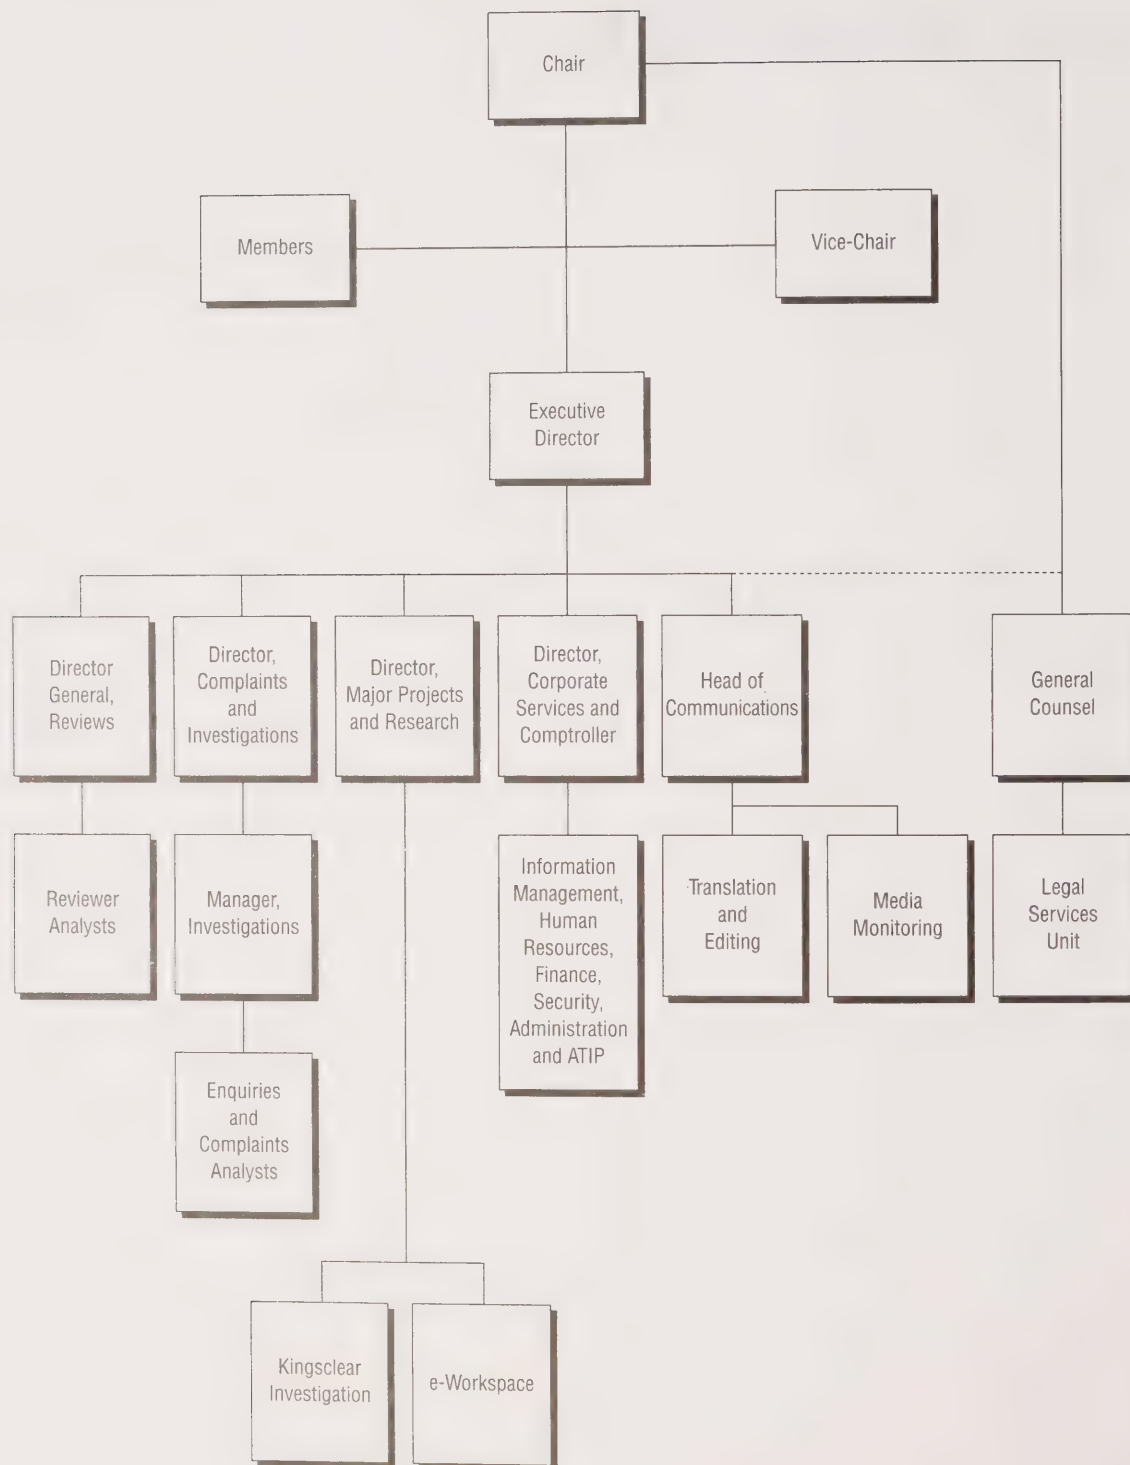 Chair
Members
Vice-Chair
Executive
Director
Director
General,
Reviews
Director,
Complaints
and
Investigations
Director,
Major Projects
and Research
Director,
Corporate
Services and
Comptroller
Head of
Communications
General
Counsel
Reviewer
Analysts
Manager,
Investigations
Information
Management,
Human
Resources,
Finance,
Security,
Administration
and ATIP
Translation
and
Editing
Media
Monitoring
Legal
Services
Unit
Enquiries
and
Complaints
Analysts
Kingsclear
Investigation
e-Workspace